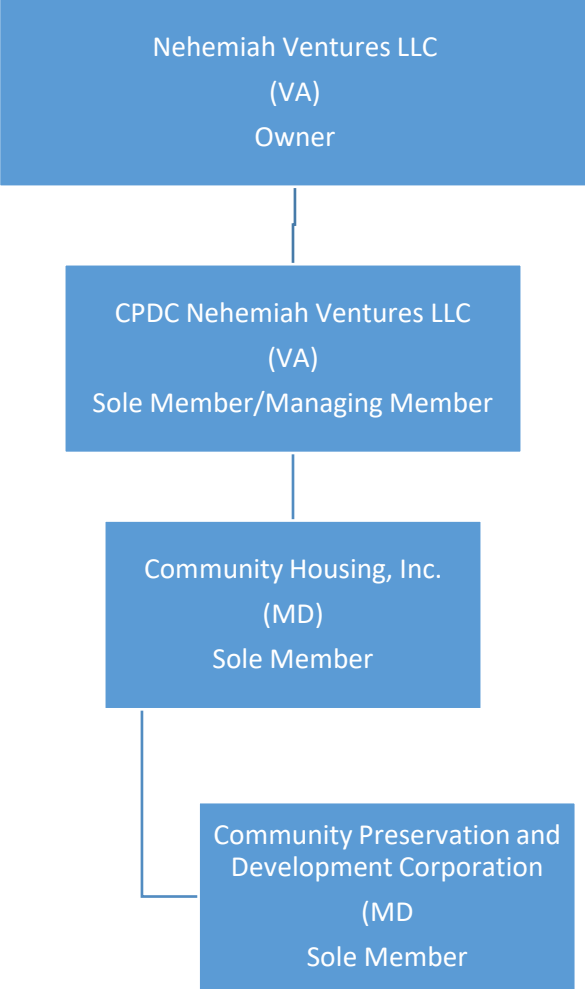 Nehemiah Ventures LLC
(VA)
Owner
CPDC Nehemiah Ventures LLC
(VA)
Sole Member/Managing Member
Community Housing, Inc.
(MD)
Sole Member
Community Preservation and
Development Corporation
(MD
Sole Member